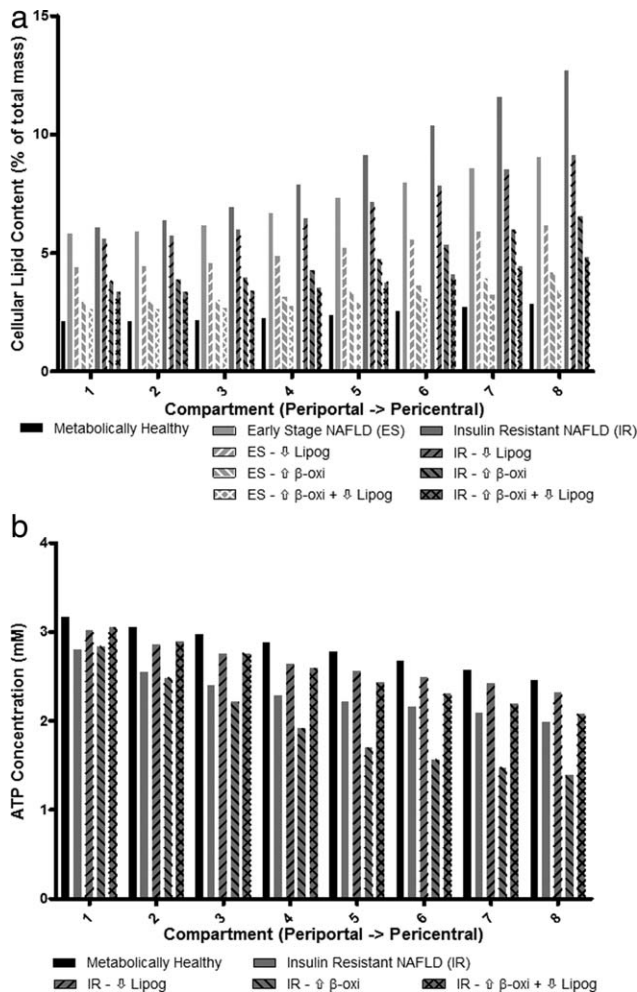 a
Cellular Lipid Content (% of total mass)
15
10
5
0
1 2 3 4 5 6 7 8
Compartment (Periportal -> Pericentral)
Metabolically Healthy
Early Stage NAFLD (ES)
Insulin Resistant NAFLD (IR)
ES - ⇩ Lipog
IR - ⇩ Lipog
ES - ⇧ β-oxi
IR - ⇧ β-oxi
ES - ⇧ β-oxi + ⇩ Lipog
IR - ⇧ β-oxi + ⇩ Lipog
b
ATP Concentration (mM)
4
3
2
1
0
1 2 3 4 5 6 7 8
Compartment (Periportal -> Pericentral)
Metabolically Healthy
Insulin Resistant NAFLD (IR)
IR - ⇩ Lipog
IR - ⇧ β-oxi
IR - ⇧ β-oxi + ⇩ Lipog